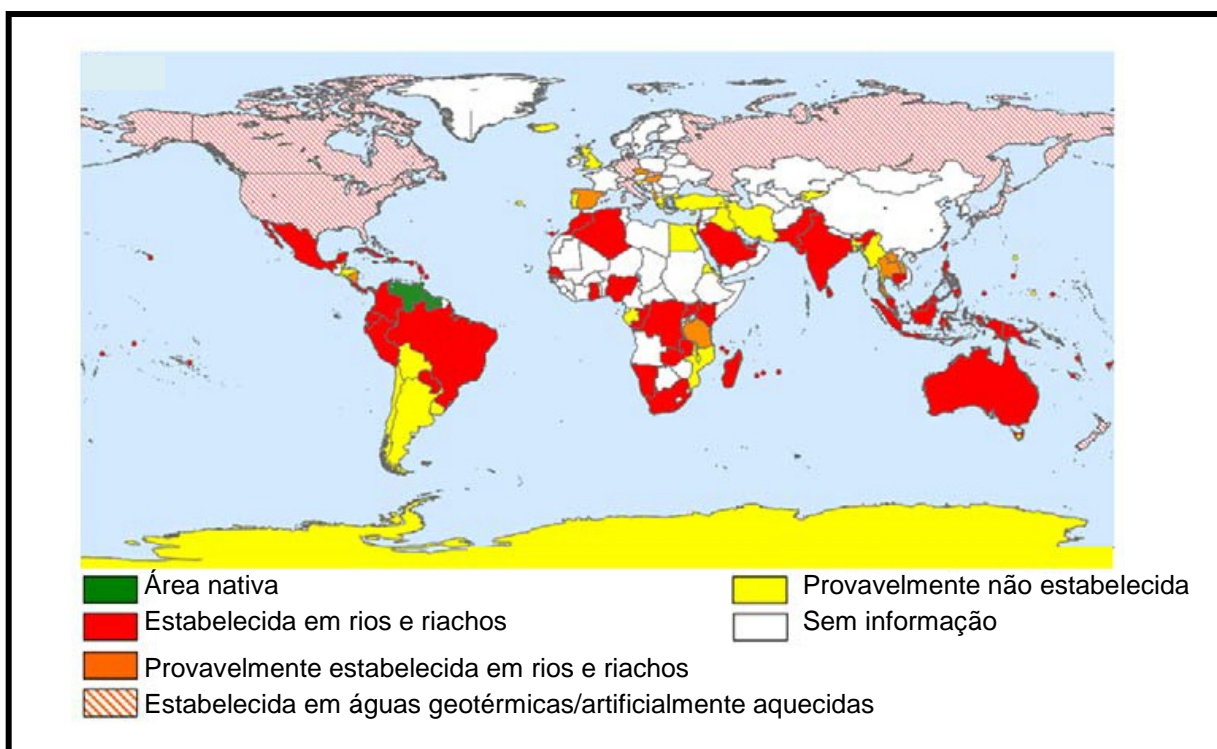 Área nativa
Estabelecida em rios e riachos
Provavelmente estabelecida em rios e riachos
Estabelecida em águas geotérmicas/artificialmente aquecidas
Provavelmente não estabelecida
Sem informação